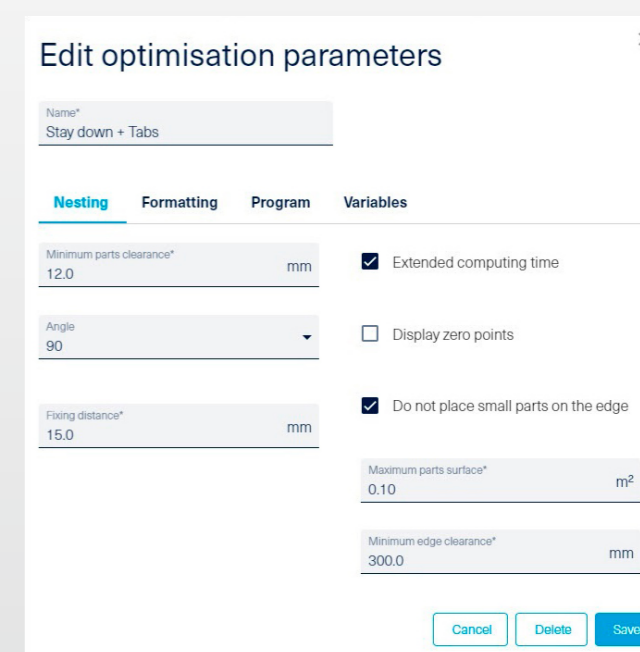 Edit optimisation parameters
Name*
Stay down + Tabs
Nesting Formatting Program Variables
Minimum parts clearance*
12.0 mm
Extended computing time
Angle
90
Display zero points
Do not place small parts on the edge
Fixing distance*
15.0 mm
Maximum parts surface*
0.10 m²
Minimum edge clearance*
300.0 mm
Cancel Delete Save